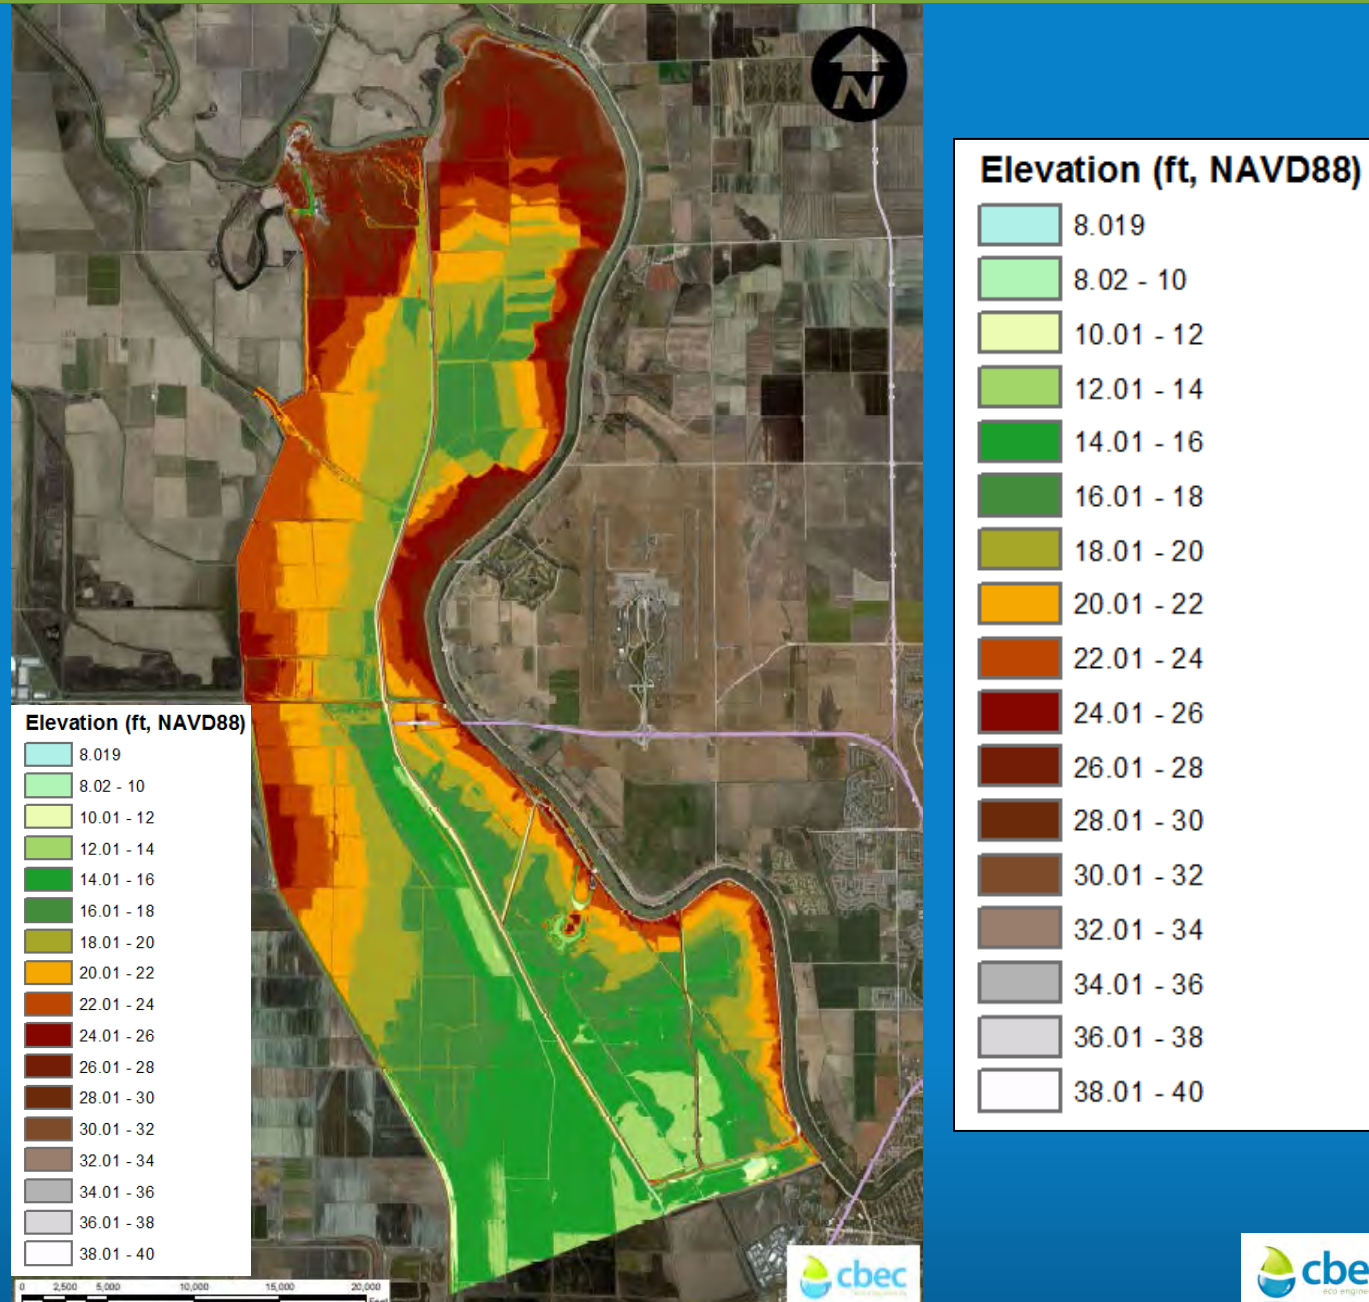 N
Elevation (ft, NAVD88)
8.019
8.02 - 10
10.01 - 12
12.01 - 14
14.01 - 16
16.01 - 18
18.01 - 20
20.01 - 22
22.01 - 24
24.01 - 26
26.01 - 28
28.01 - 30
30.01 - 32
32.01 - 34
34.01 - 36
36.01 - 38
38.01 - 40
0 2,500 5,000 10,000 15,000 20,000
Feet
cbec
Elevation (ft, NAVD88)
8.019
8.02 - 10
10.01 - 12
12.01 - 14
14.01 - 16
16.01 - 18
18.01 - 20
20.01 - 22
22.01 - 24
24.01 - 26
26.01 - 28
28.01 - 30
30.01 - 32
32.01 - 34
34.01 - 36
36.01 - 38
38.01 - 40
cbe
eco engine